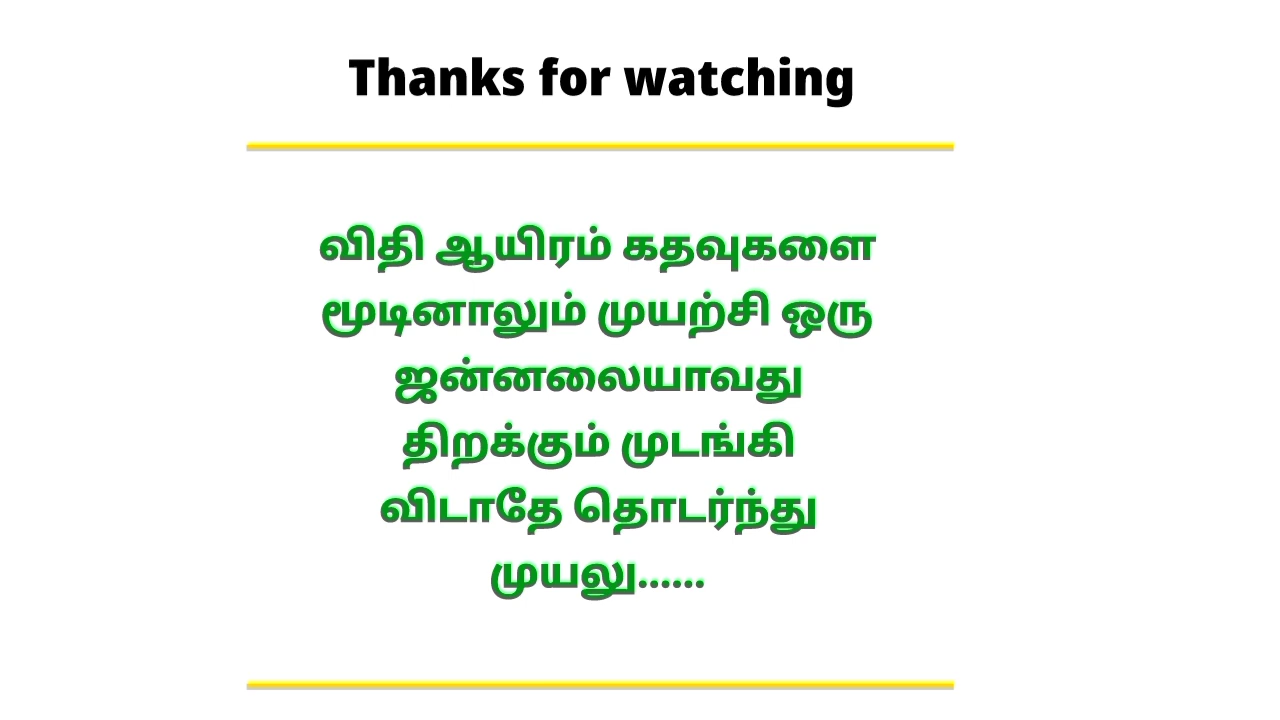 Thanks for watching
விதி ஆயிரம் கதவுகளை
மூடினாலும் முயற்சி ஒரு
ஜன்னலையாவது
திறக்கும் முடங்கி
விடாதே தொடர்ந்து
முயலு......